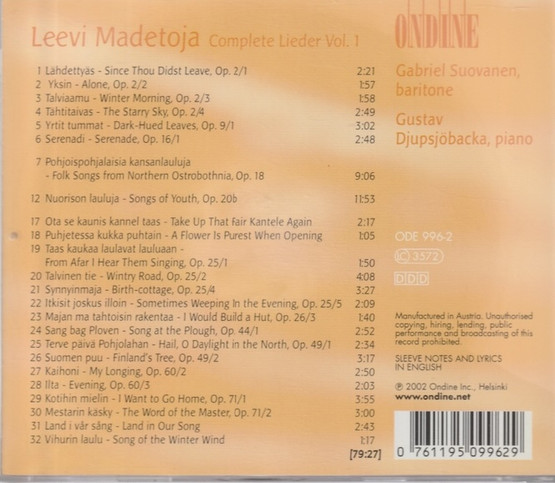 Leevi Madetoja Complete Lieder Vol. 1
ONDINE
Gabriel Suovanen,
baritone
Gustav
Djupsjöbacka, piano
1 Lähdettyäs - Since Thou Didst Leave, Op. 2/1 2:21
2 Yksin - Alone, Op. 2/2 1:57
3 Talviaamu - Winter Morning, Op. 2/3 1:58
4 Tähtitaivas - The Starry Sky, Op. 2/4 2:49
5 Yrtit tummat - Dark-Hued Leaves, Op. 9/1 3:02
6 Serenadi - Serenade, Op. 16/1 2:48
7 Pohjoispohjalaisia kansanlauluja
- Folk Songs from Northern Ostrobothnia, Op. 18 9:06
12 Nuorison lauluja - Songs of Youth, Op. 20b 11:53
17 Ota se kaunis kannel taas - Take Up That Fair Kantele Again 2:17
18 Puhjetessa kukka puhtain - A Flower Is Purest When Opening 1:05
19 Taas kaukaa laulavat lauluaan -
From Afar I Hear Them Singing, Op. 25/1 1:50
20 Talvinen tie - Wintry Road, Op. 25/2 4:08
21 Synnyinmaja - Birth-cottage, Op. 25/4 3:27
22 Itkisit joskus illoin - Sometimes Weeping In the Evening, Op. 25/5 2:09
23 Majan ma tahtoisin rakentaa - I Would Build a Hut, Op. 26/3 1:40
24 Sang bag Ploven - Song at the Plough, Op. 44/1 2:52
25 Terve päivä Pohjolahan - Hail, O Daylight in the North, Op. 49/1 2:34
26 Suomen puu - Finland's Tree, Op. 49/2 3:17
27 Kaihoni - My Longing, Op. 60/2 2:50
28 Ilta - Evening, Op. 60/3 2:03
29 Kotihin mielin - I Want to Go Home, Op. 71/1 3:55
30 Mestarin käsky - The Word of the Master, Op. 71/2 3:00
31 Land i vår sång - Land in Our Song 2:43
32 Vihurin laulu - Song of the Winter Wind 1:17
[79:27]
ODE 996-2
LC 3572
DDD
Manufactured in Austria. Unauthorised
copying, hiring, lending, public
performance and broadcasting of this
record prohibited.
SLEEVE NOTES AND LYRICS
IN ENGLISH
℗ 2002 Ondine Inc., Helsinki
www.ondine.net
0 761195 099629